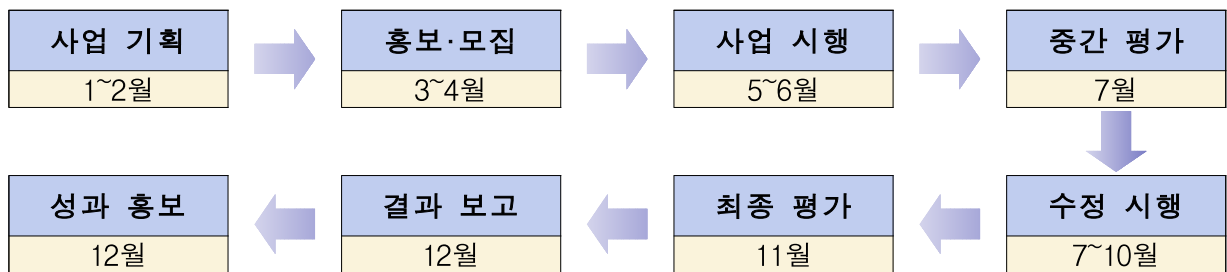 사업 기획
1~2월
홍보·모집
3~4월
사업 시행
5~6월
중간 평가
7월
수정 시행
7~10월
최종 평가
11월
결과 보고
12월
성과 홍보
12월